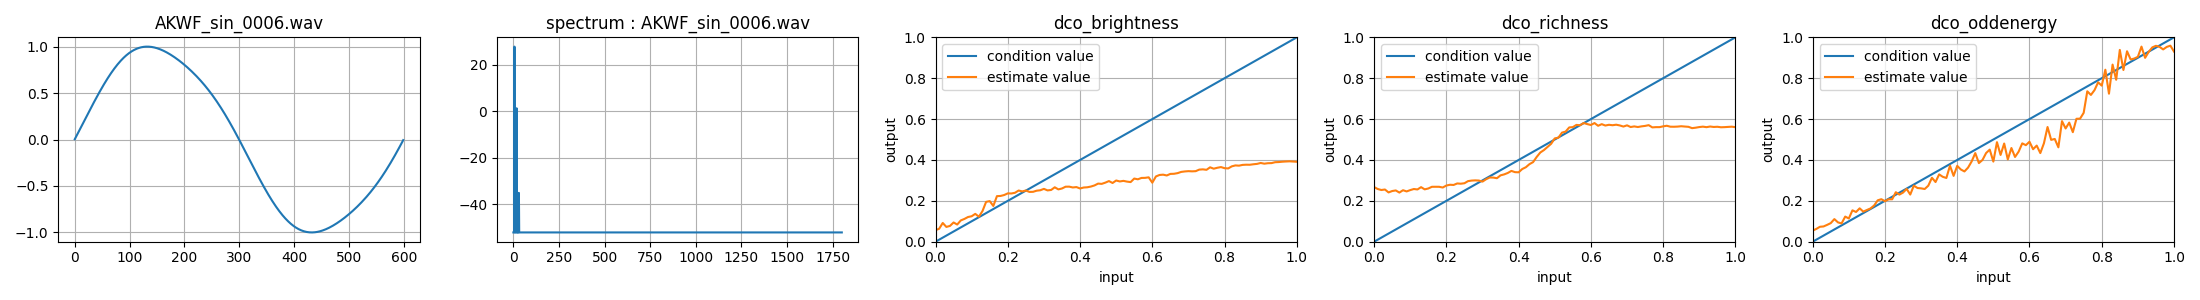 AKWF_sin_0006.wav
1.0
0.5
0.0
−0.5
−1.0
0 100 200 300 400 500 600
spectrum : AKWF_sin_0006.wav
20
0
−20
−40
0 250 500 750 1000 1250 1500 1750
dco_brightness
condition value
estimate value
output
1.0
0.8
0.6
0.4
0.2
0.0
0.0 0.2 0.4 0.6 0.8 1.0
input
dco_richness
condition value
estimate value
output
1.0
0.8
0.6
0.4
0.2
0.0
0.0 0.2 0.4 0.6 0.8 1.0
input
dco_oddenergy
condition value
estimate value
output
1.0
0.8
0.6
0.4
0.2
0.0
0.0 0.2 0.4 0.6 0.8 1.0
input